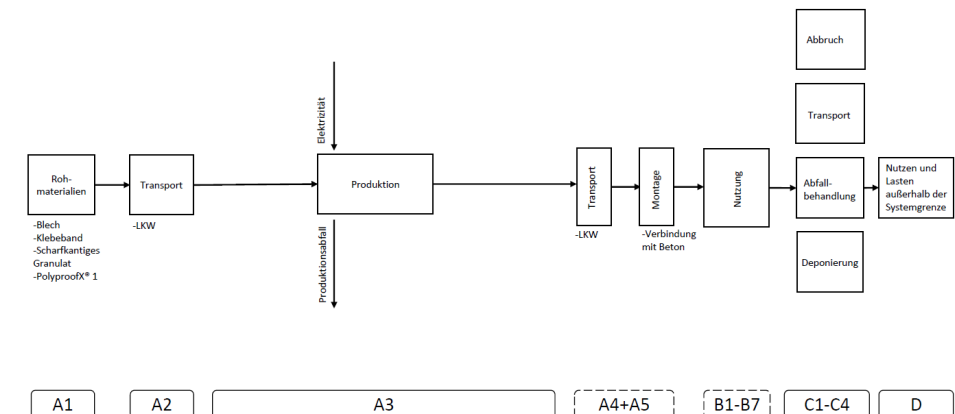 Abbruch
Transport
Elektrizität
Roh-
materialien
Transport
Produktion
Transport
Montage
Nutzung
Abfall-
behandlung
Nutzen und
Lasten
außerhalb der
Systemgrenze
-Blech
-Klebeband
-Scharfkantiges
Granulat
-PolyproofX® 1
-LKW
-LKW
-Verbindung
mit Beton
Produktionsabfall
Deponierung
A1
A2
A3
A4+A5
B1-B7
C1-C4
D